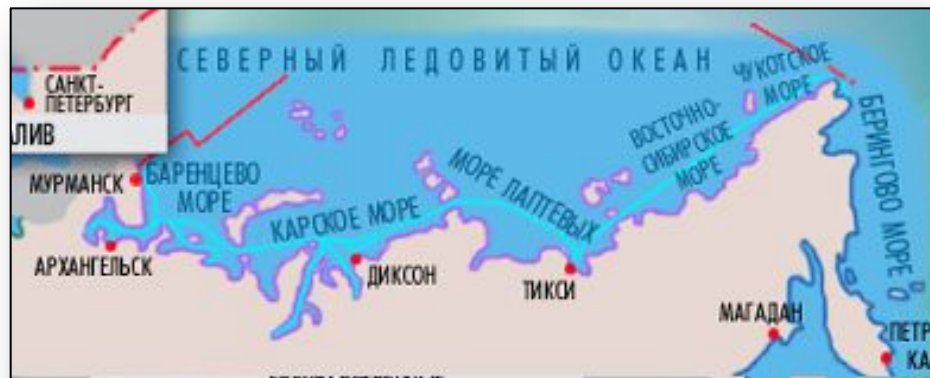 СЕВЕРНЫЙ ЛЕДОВИТЫЙ ОКЕАН
САНКТ-
ПЕТЕРБУРГ
ЛИВ
ЧУКОТСКОЕ
МОРЕ
МУРМАНСК
БАРЕНЦЕВО
МОРЕ
КАРСКОЕ МОРЕ
МОРЕ ЛАПТЕВЫХ
ВОСТОЧНО-
СИБИРСКОЕ
МОРЕ
БЕРИНГОВО МОРЕ
АРХАНГЕЛЬСК
ДИКСОН
ТИКСИ
МАГАДАН
ПЕТР
КА